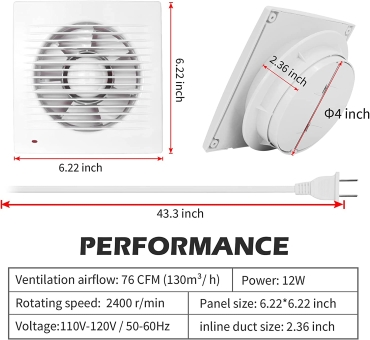 6.22 inch
2.36 inch
Φ4 inch
6.22 inch
43.3 inch
PERFORMANCE
Ventilation airflow: 76 CFM (130m³/ h) Power: 12W
Rotating speed: 2400 r/min Panel size: 6.22*6.22 inch
Voltage:110V-120V / 50-60Hz inline duct size: 2.36 inch